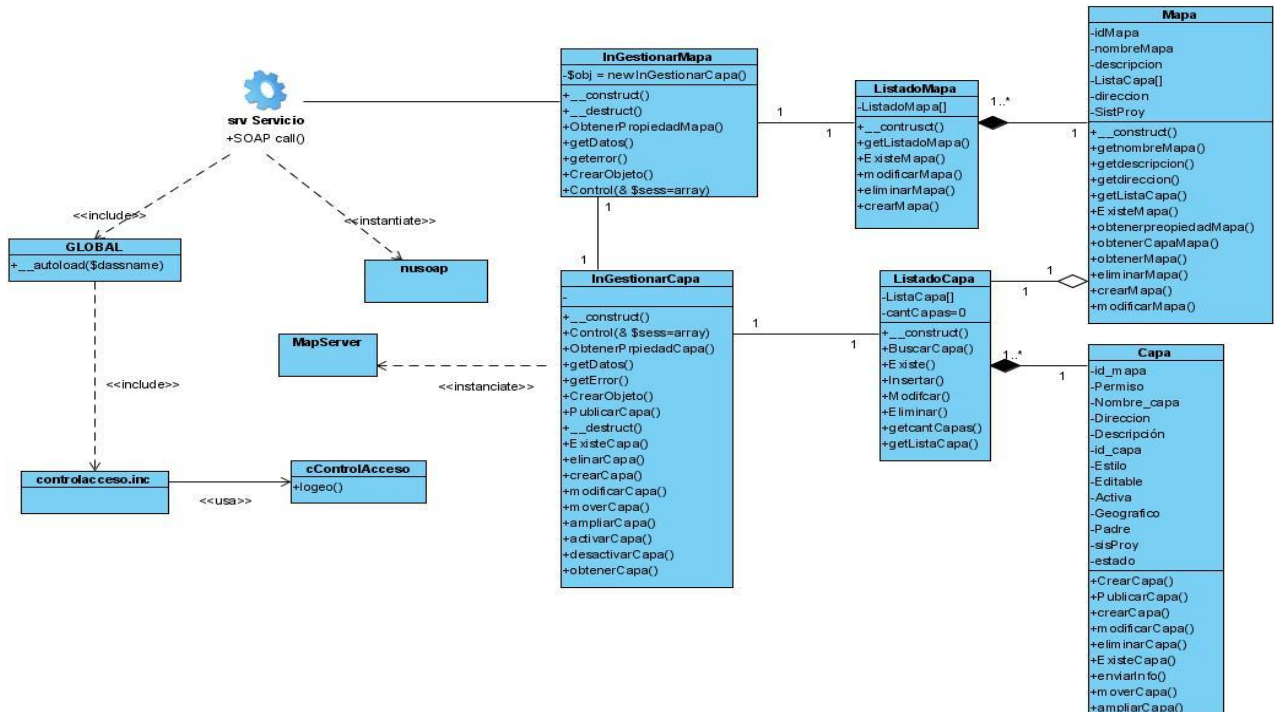 srv Servicio
+SOAP call()
<<include>>
<<instantiate>>
GLOBAL
+__autoload($dassname)
nusoap
MapServer
<<include>>
<<instanciate>>
controlacceso.inc
<<usa>>
cControlAcceso
+logeo()
InGestionarMapa
-$obj = newInGestionarCapa()
+__construct()
+__destruct()
+ObtenerPropiedadMapa()
+getDatos()
+geterror()
+CrearObjeto()
+Control(& $sess=array)
1
1
1
1
InGestionarCapa
-
+__construct()
+Control(& $sess=array)
+ObtenerPrpiedadCapa()
+getDatos()
+getError()
+CrearObjeto()
+PublicarCapa()
+__destruct()
+ExisteCapa()
+elinarCapa()
+crearCapa()
+modificarCapa()
+moverCapa()
+ampliarCapa()
+activarCapa()
+desactivarCapa()
+obtenerCapa()
1
1
ListadoMapa
-ListadoMapa[]
+__contrusct()
+getListadoMapa()
+ExisteMapa()
+modificarMapa()
+eliminarMapa()
+crearMapa()
1..*
1
ListadoCapa
-ListaCapa[]
-cantCapas=0
+__construct()
+BuscarCapa()
+Existe()
+Insertar()
+Modifcar()
+Eliminar()
+getcantCapas()
+getListaCapa()
1
1
1..*
1
Mapa
-idMapa
-nombreMapa
-descripcion
-ListaCapa[]
-direccion
-SistProy
+__construct()
+getnombreMapa()
+getdescripcion()
+getdireccion()
+getListaCapa()
+ExisteMapa()
+obtenerpreopiedadMapa()
+obtenerCapaMapa()
+obtenerMapa()
+eliminarMapa()
+crearMapa()
+modificarMapa()
Capa
-id_mapa
-Permiso
-Nombre_capa
-Direccion
-Descripción
-id_capa
-Estilo
-Editable
-Activa
-Geografico
-Padre
-sisProy
-estado
+CrearCapa()
+PublicarCapa()
+crearCapa()
+modificarCapa()
+eliminarCapa()
+ExisteCapa()
+enviarInfo()
+moverCapa()
+ampliarCapa()